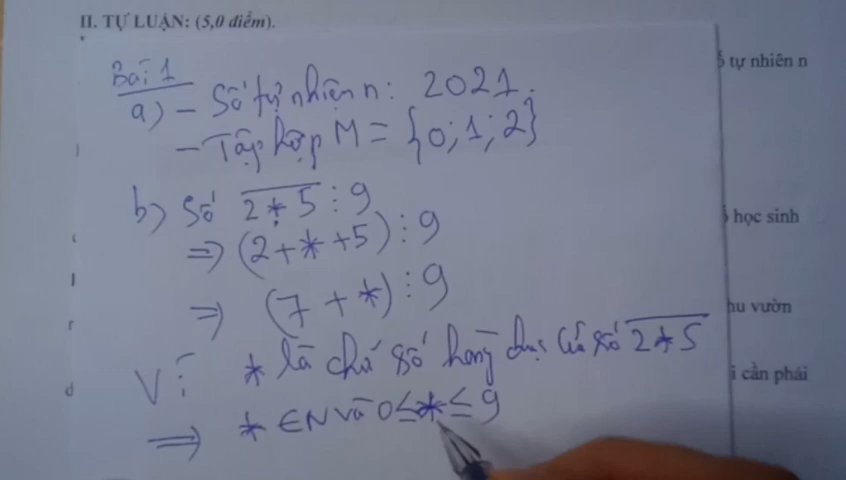 II. TỰ LUẬN: (5,0 điểm).
tự nhiên n
Bài 1
a) - Số tự nhiên n: 2021.
- Tập hợp M = {0; 1; 2}
b) Số \overline{2*5} ⋮ 9
=> (2 + * + 5) ⋮ 9
học sinh
=> (7 + *) ⋮ 9
hu vườn
Vì * là chữ số hàng chục của số \overline{2*5}
i cần phải
=> * ∈ N và 0 ≤ * ≤ 9